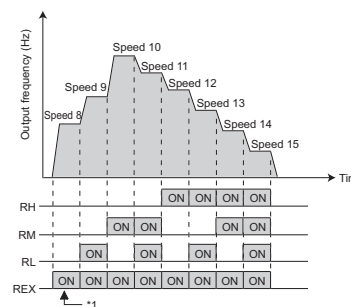 Output frequency (Hz)
Speed 10
Speed 11
Speed 9
Speed 12
Speed 8
Speed 13
Speed 14
Speed 15
RH ON ON ON ON
RM ON ON ON ON
RL ON ON ON ON
REX ON ON ON ON ON ON ON ON
*1